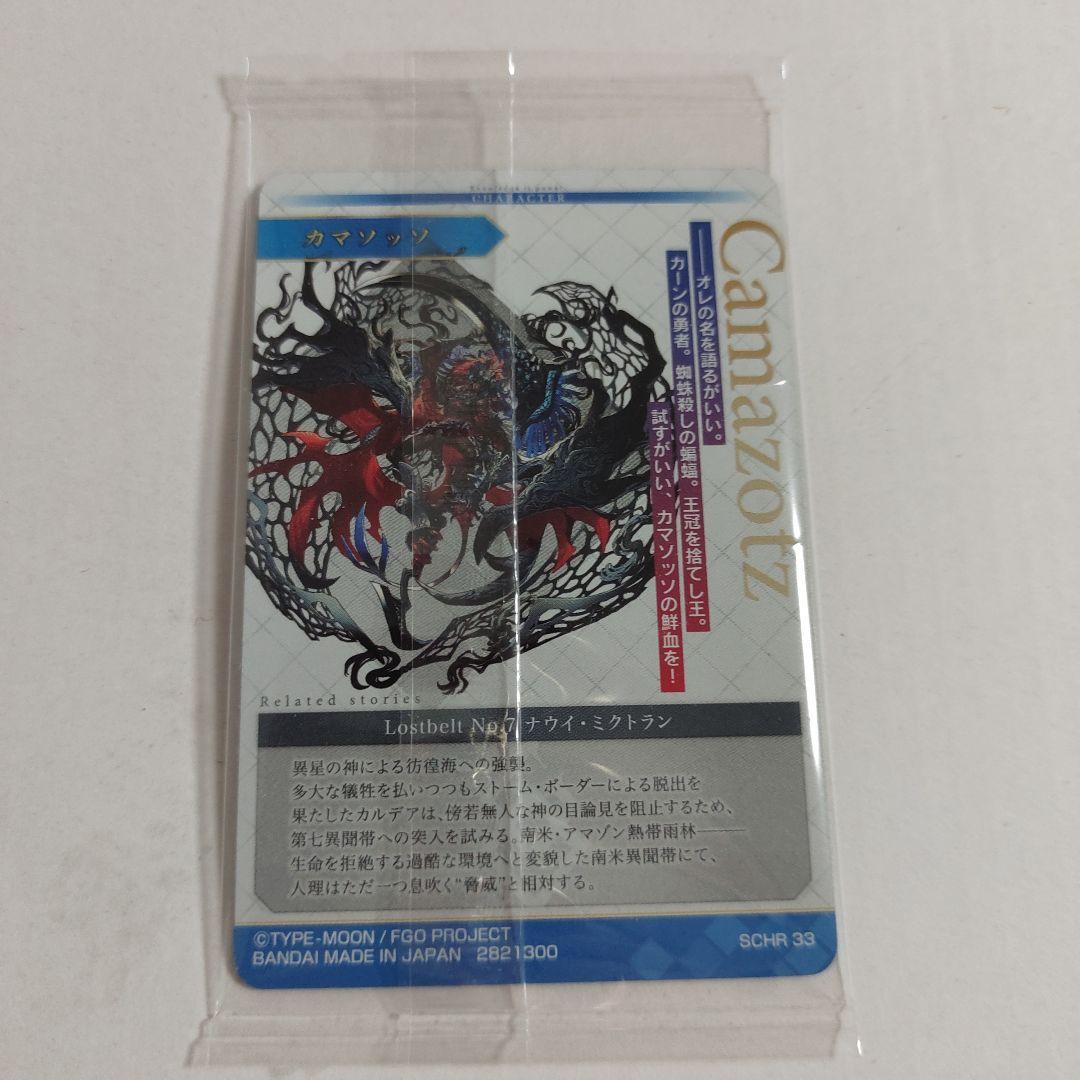 Knowledge is power.
CHARACTER
カマソッソ
Camazotz
――オレの名を語るがいい。
カーンの勇者。蜘蛛殺しの蝙蝠。王冠を捨てし王。
試すがいい、カマソッソの鮮血を!
Related stories
Lostbelt No.7 ナウイ・ミクトラン
異星の神による彷徨海への強襲。
多大な犠牲を払いつつもストーム・ボーダーによる脱出を
果たしたカルデアは、傍若無人な神の目論見を阻止するため、
第七異聞帯への突入を試みる。南米・アマゾン熱帯雨林――
生命を拒絶する過酷な環境へと変貌した南米異聞帯にて、
人理はただ一つ息吹く“脅威”と相対する。
©TYPE-MOON / FGO PROJECT
BANDAI MADE IN JAPAN 2821300
SCHR 33